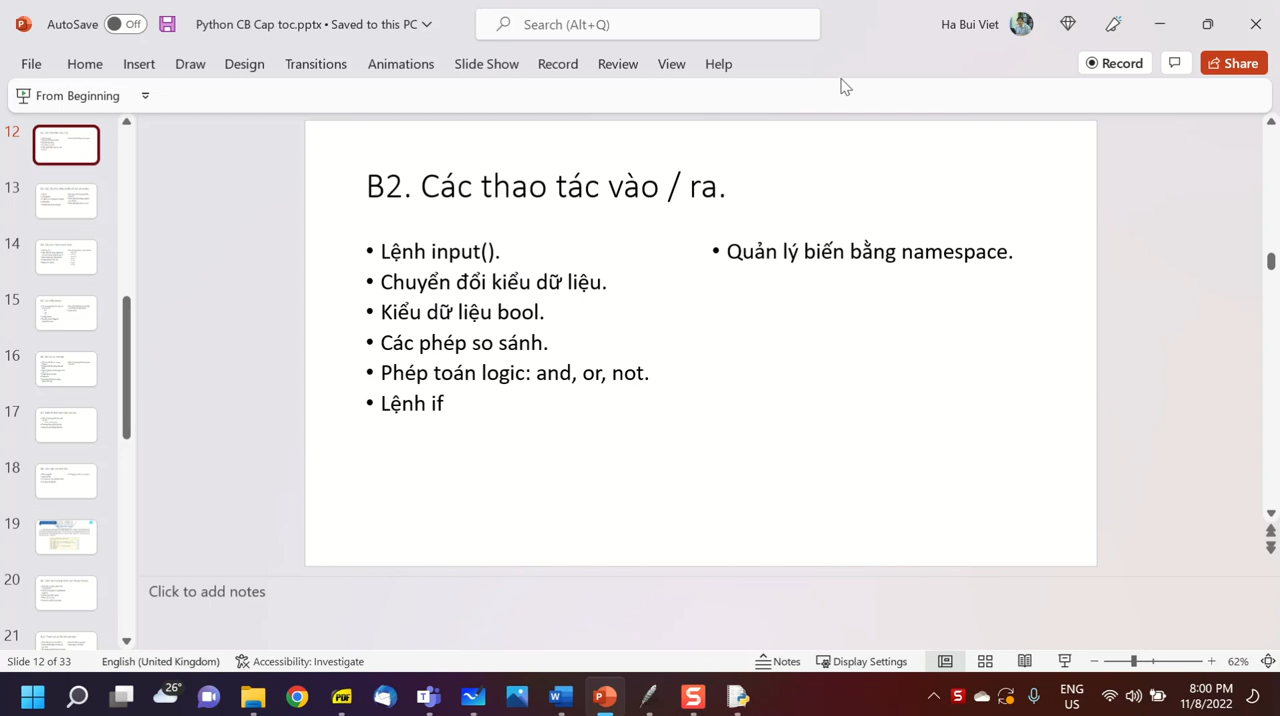 AutoSave Off Python CB Cap toc.pptx • Saved to this PC Search (Alt+Q) Ha Bui Viet
File Home Insert Draw Design Transitions Animations Slide Show Record Review View Help Record Share
From Beginning
12
13
14
15
16
17
18
19
20
21
B2. Các thao tác vào / ra.
• Lệnh input().
• Chuyển đổi kiểu dữ liệu.
• Kiểu dữ liệu bool.
• Các phép so sánh.
• Phép toán logic: and, or, not.
• Lệnh if
• Quản lý biến bằng namespace.
Click to add notes
Slide 12 of 33 English (United Kingdom) Accessibility: Investigate Notes Display Settings 62%
26° ENG 8:00 PM
US 11/8/2022